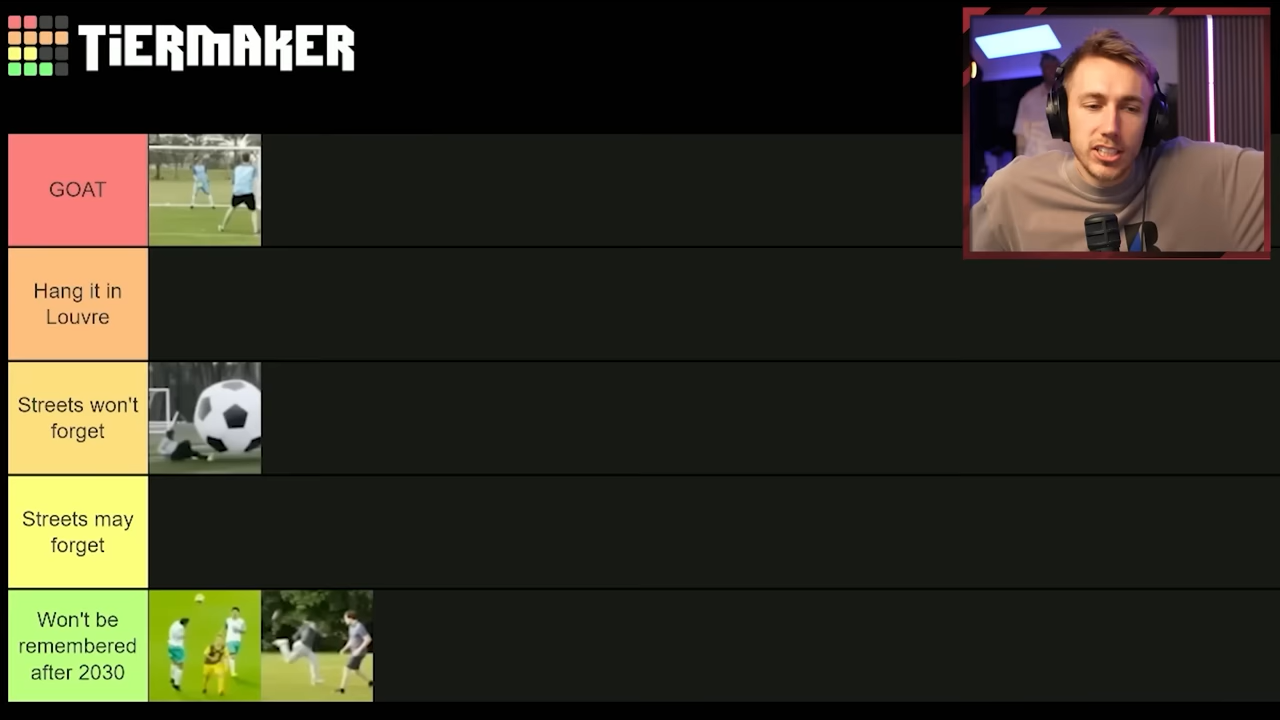 TiERMAKER
GOAT
Hang it in
Louvre
Streets won't
forget
Streets may
forget
Won't be
remembered
after 2030